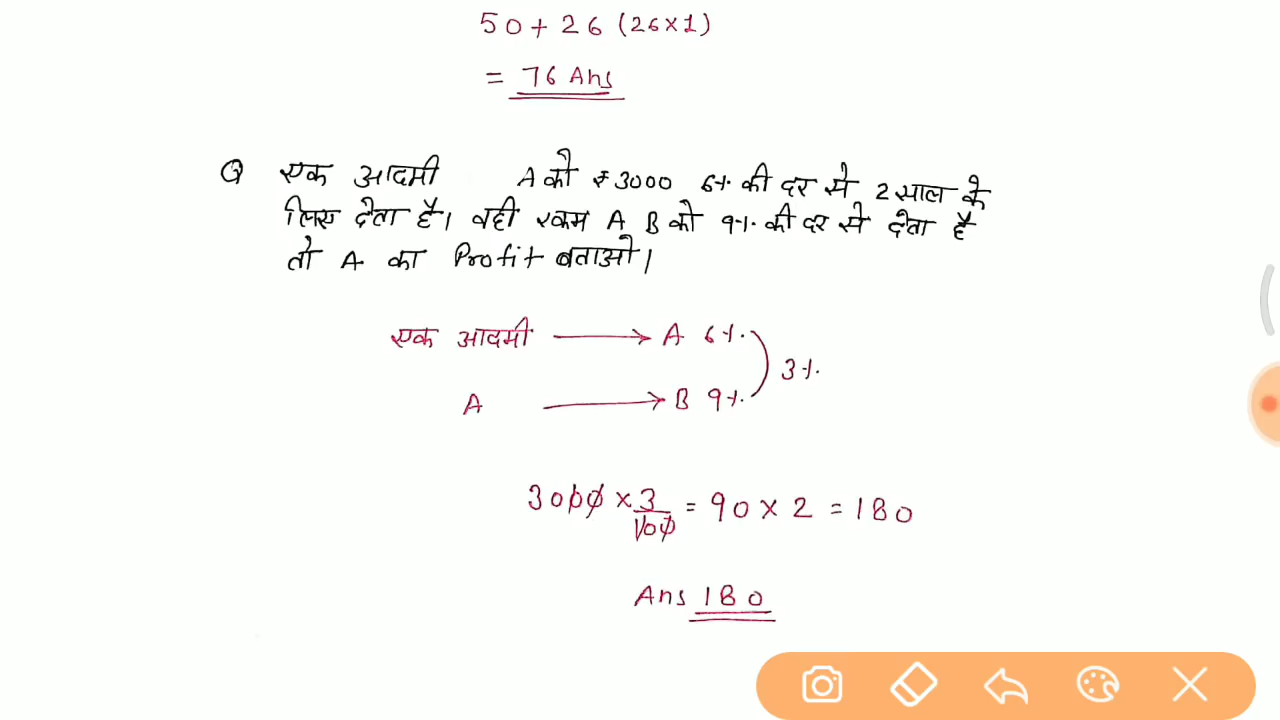 50 + 26 (26×1)
= 76 Ans
Q एक आदमी A को ₹3000 6% की दर से 2 साल के
लिए देता है। वही रकम A B को 9% की दर से देता है
तो A का Profit बताओ।
एक आदमी → A 6%
3%
A → B 9%
3000 × 3/100 = 90 × 2 = 180
Ans 180